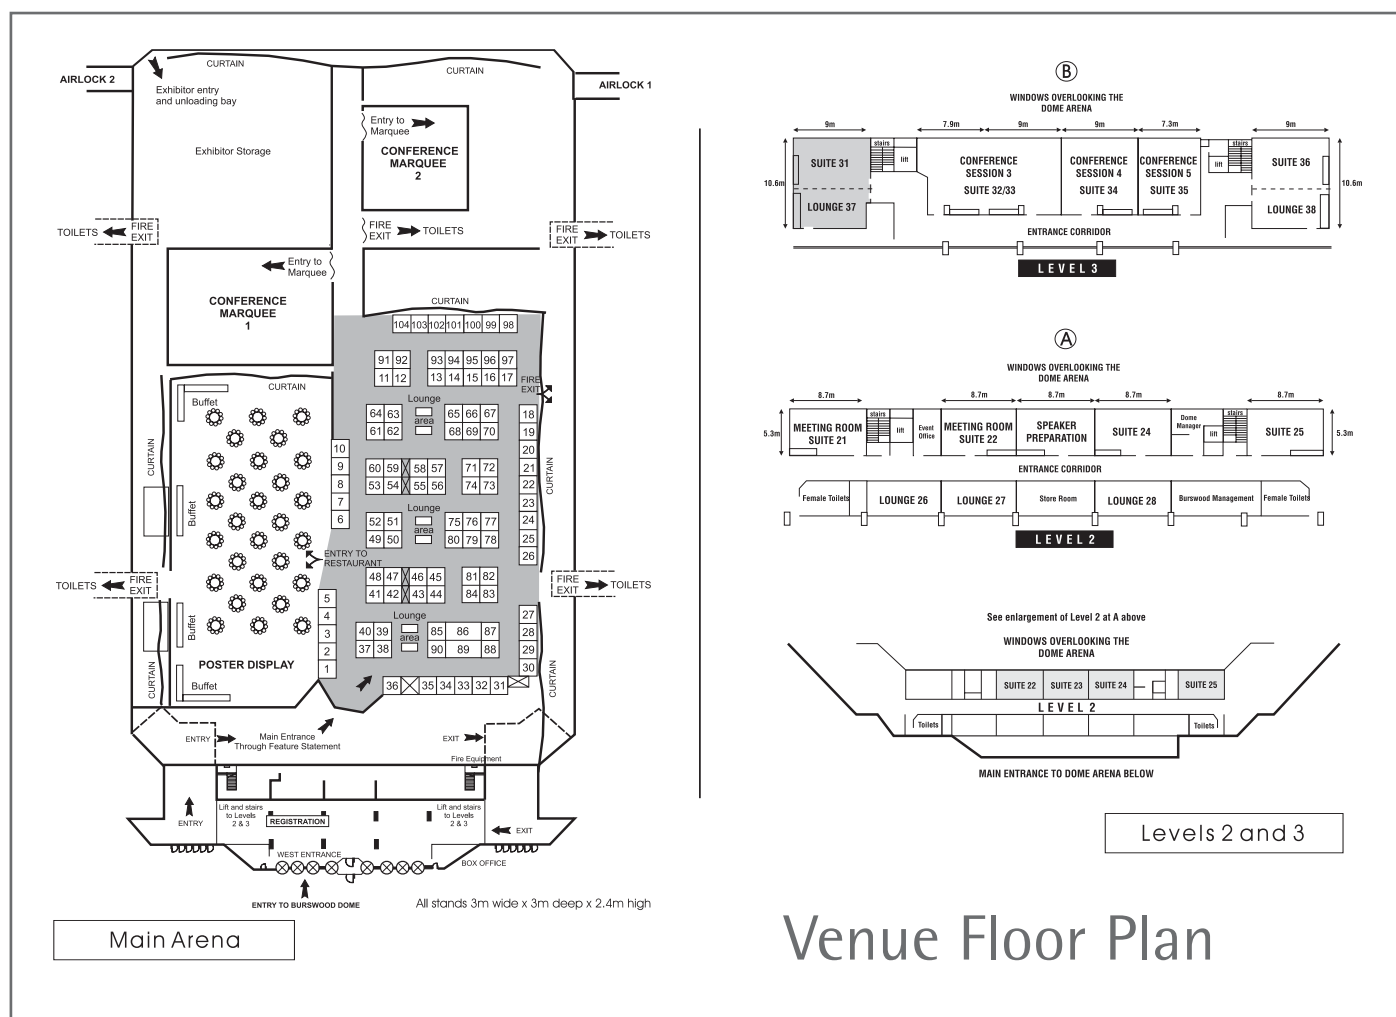 CURTAIN
CURTAIN
AIRLOCK 2
AIRLOCK 1
Exhibitor entry
and unloading bay
Entry to
Marquee
Exhibitor Storage
CONFERENCE
MARQUEE
2
TOILETS
FIRE
EXIT
FIRE
EXIT
TOILETS
FIRE
EXIT
TOILETS
Entry to
Marquee
CONFERENCE
MARQUEE
1
CURTAIN
104 103 102 101 100 99 98
91 92 93 94 95 96 97
11 12 13 14 15 16 17
FIRE
EXIT
CURTAIN
Buffet
Lounge
area
64 63 65 66 67
61 62 68 69 70
18
19
20
21
22
23
24
25
26
10
9
8
7
6
CURTAIN
CURTAIN
60 59 58 57 71 72
53 54 55 56 74 73
Buffet
Lounge
area
52 51 75 76 77
49 50 80 79 78
ENTRY TO
RESTAURANT
48 47 46 45 81 82
41 42 43 44 84 83
TOILETS
FIRE
EXIT
FIRE
EXIT
TOILETS
5
4
3
2
1
Lounge
area
40 39 85 86 87
37 38 90 89 88
27
28
29
30
Buffet
POSTER DISPLAY
CURTAIN
CURTAIN
Buffet
36 35 34 33 32 31
ENTRY
Main Entrance
Through Feature Statement
EXIT
Fire Equipment
Lift and stairs
to Levels
2 & 3
Lift and stairs
to Levels
2 & 3
ENTRY
REGISTRATION
EXIT
WEST ENTRANCE
BOX OFFICE
ENTRY TO BURSWOOD DOME
All stands 3m wide x 3m deep x 2.4m high
Main Arena
B
WINDOWS OVERLOOKING THE
DOME ARENA
9m 7.9m 9m 9m 7.3m 9m
stairs
lift
stairs
lift
SUITE 31
CONFERENCE
SESSION 3
SUITE 32/33
CONFERENCE
SESSION 4
SUITE 34
CONFERENCE
SESSION 5
SUITE 35
SUITE 36
10.6m
10.6m
LOUNGE 37
LOUNGE 38
ENTRANCE CORRIDOR
LEVEL 3
A
WINDOWS OVERLOOKING THE
DOME ARENA
8.7m 8.7m 8.7m 8.7m 8.7m
5.3m
MEETING ROOM
SUITE 21
stairs
lift
Event
Office
MEETING ROOM
SUITE 22
SPEAKER
PREPARATION
SUITE 24
Dome
Manager
lift
stairs
SUITE 25
5.3m
ENTRANCE CORRIDOR
Female Toilets
LOUNGE 26
LOUNGE 27
Store Room
LOUNGE 28
Burswood Management
Female Toilets
LEVEL 2
See enlargement of Level 2 at A above
WINDOWS OVERLOOKING THE
DOME ARENA
SUITE 22 SUITE 23 SUITE 24 SUITE 25
LEVEL 2
Toilets
Toilets
MAIN ENTRANCE TO DOME ARENA BELOW
Levels 2 and 3
Venue Floor Plan